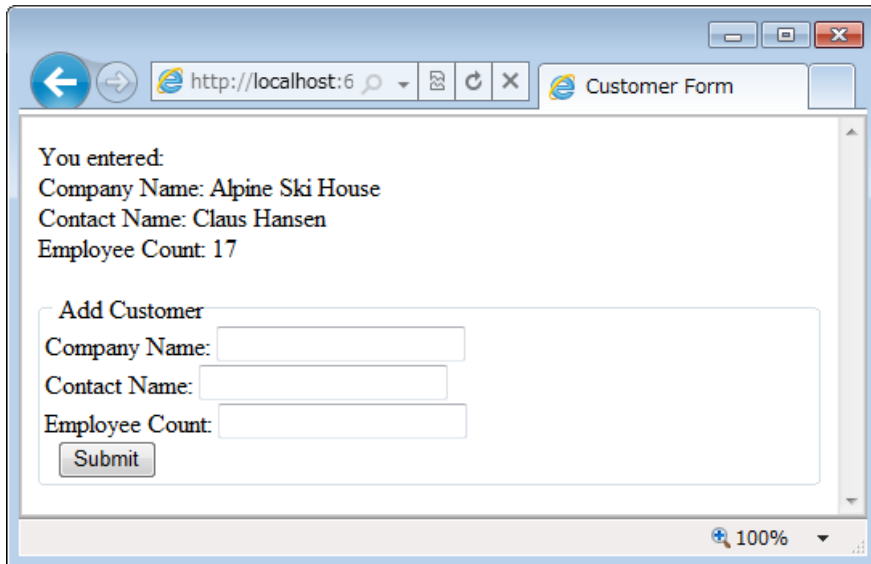 http://localhost:6
Customer Form
You entered:
Company Name: Alpine Ski House
Contact Name: Claus Hansen
Employee Count: 17
Add Customer
Company Name:
Contact Name:
Employee Count:
Submit
100%